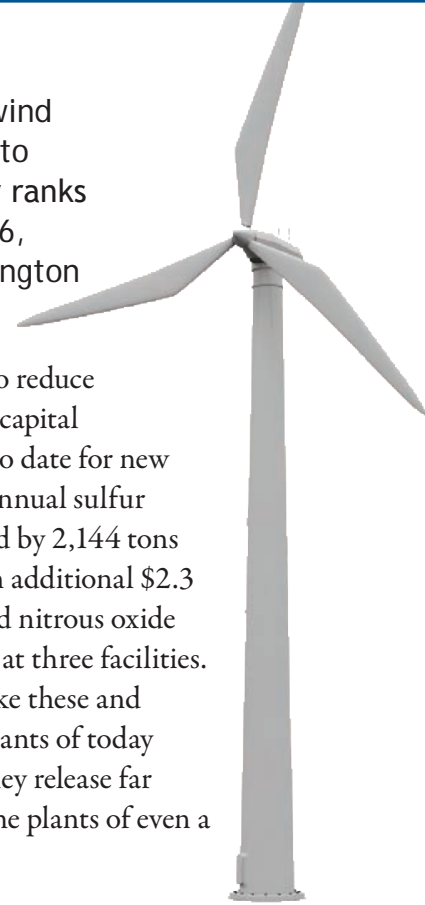 wind
to
ranks
6,
ngton
o reduce
capital
o date for new
nnual sulfur
d by 2,144 tons
n additional $2.3
d nitrous oxide
at three facilities.
ke these and
ants of today
ey release far
he plants of even a